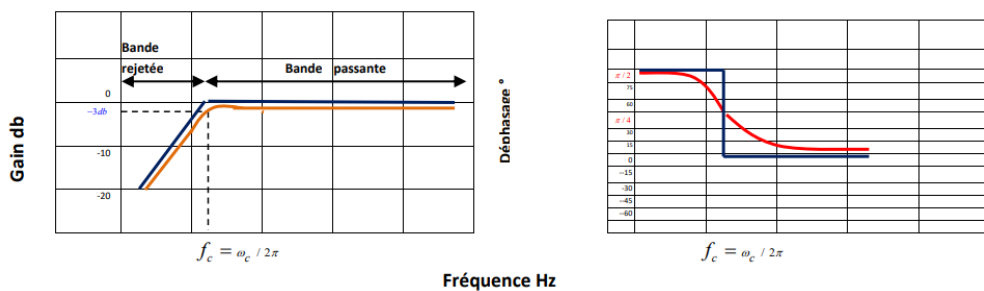 Bande
rejetée
Bande passante
0
−3db
-10
-20
Gain db
f_c = ω_c / 2π
Déphasage °
π / 2
75
60
π / 4
30
15
0
−15
-30
−45
−60
f_c = ω_c / 2π
Fréquence Hz